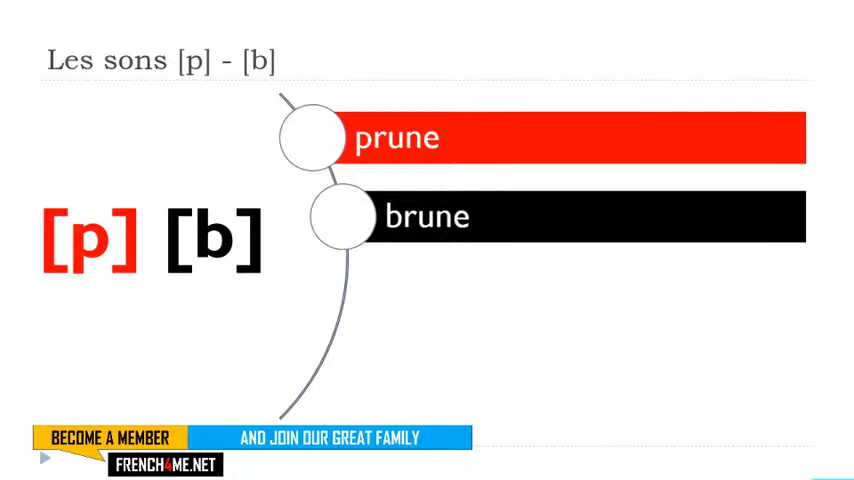 Les sons [p] - [b]
prune
brune
[p] [b]
BECOME A MEMBER AND JOIN OUR GREAT FAMILY
FRENCH4ME.NET